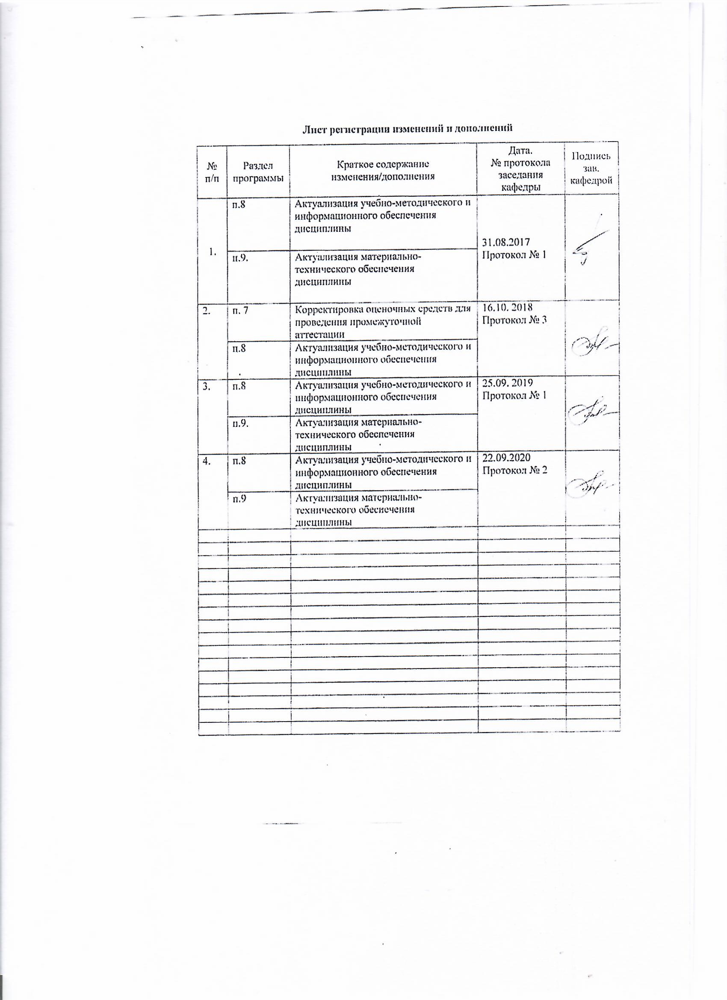 Лист регистрации изменений и дополнений
№
п/п
Раздел
программы
Краткое содержание
изменения/дополнения
Дата.
№ протокола
заседания
кафедры
Подпись
зав.
кафедрой
1.
п.8
Актуализация учебно-методического и
информационного обеспечения
дисциплины
31.08.2017
Протокол № 1
п.9.
Актуализация материально-
технического обеспечения
дисциплины
2.
п. 7
Корректировка оценочных средств для
проведения промежуточной
аттестации
16.10. 2018
Протокол № 3
п.8
Актуализация учебно-методического и
информационного обеспечения
дисциплины
3.
п.8
Актуализация учебно-методического и
информационного обеспечения
дисциплины
25.09. 2019
Протокол № 1
п.9.
Актуализация материально-
технического обеспечения
дисциплины
4.
п.8
Актуализация учебно-методического и
информационного обеспечения
дисциплины
22.09.2020
Протокол № 2
п.9
Актуализация материально-
технического обеспечения
дисциплины